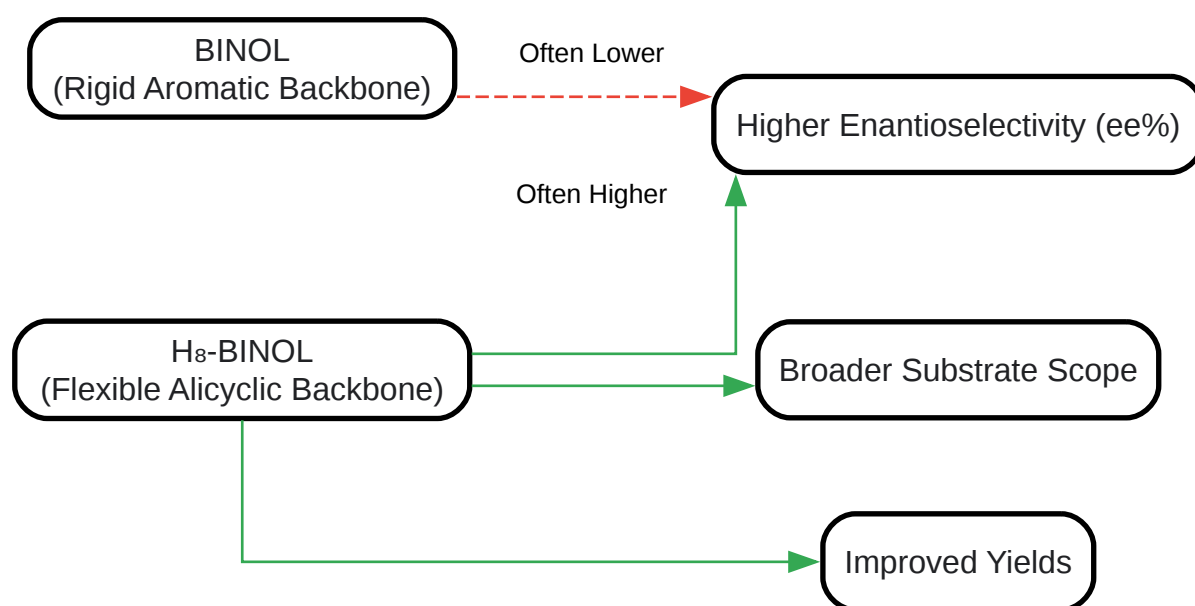 BINOL
(Rigid Aromatic Backbone)
Often Lower
Higher Enantioselectivity (ee%)
Often Higher
H₈-BINOL
(Flexible Alicyclic Backbone)
Broader Substrate Scope
Improved Yields